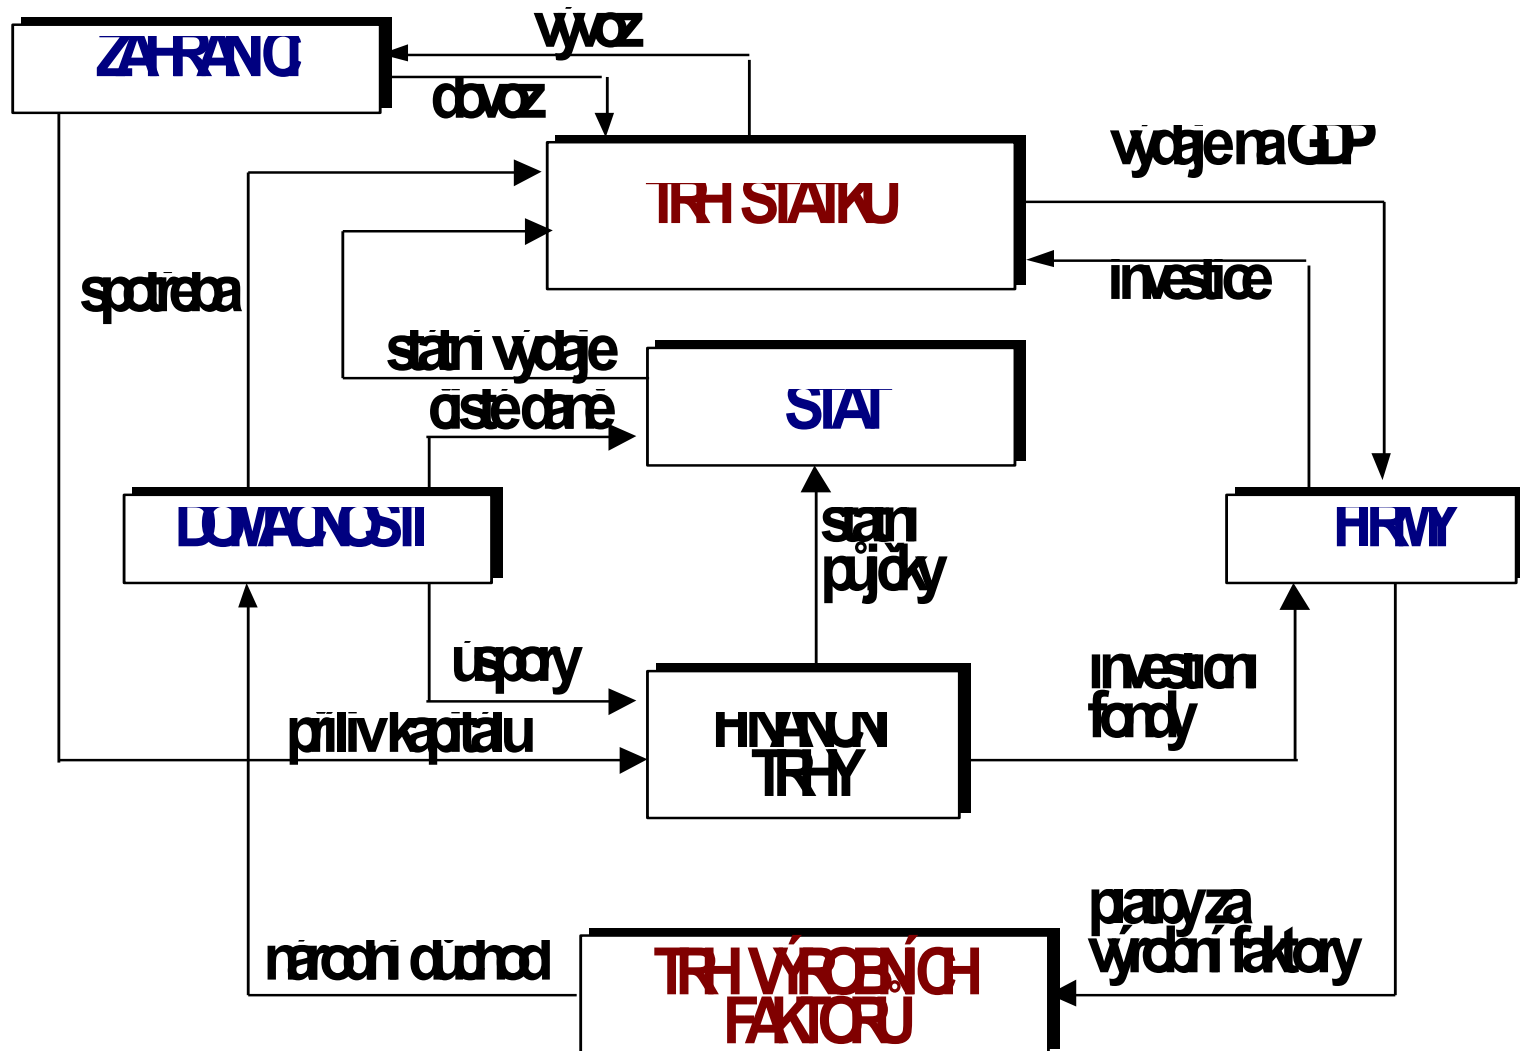 vývoz
ZAHRANIČÍ
dovoz
výdaje na GDP
TRH STATKŮ
spotřeba
investice
státní výdaje
čisté daně
STÁT
DOMÁCNOSTI
státní
půjčky
FIRMY
úspory
investiční
fondy
příliv kapitálu
FINANČNÍ
TRHY
platby za
výrobní faktory
národní důchod
TRH VÝROBNÍCH
FAKTORŮ